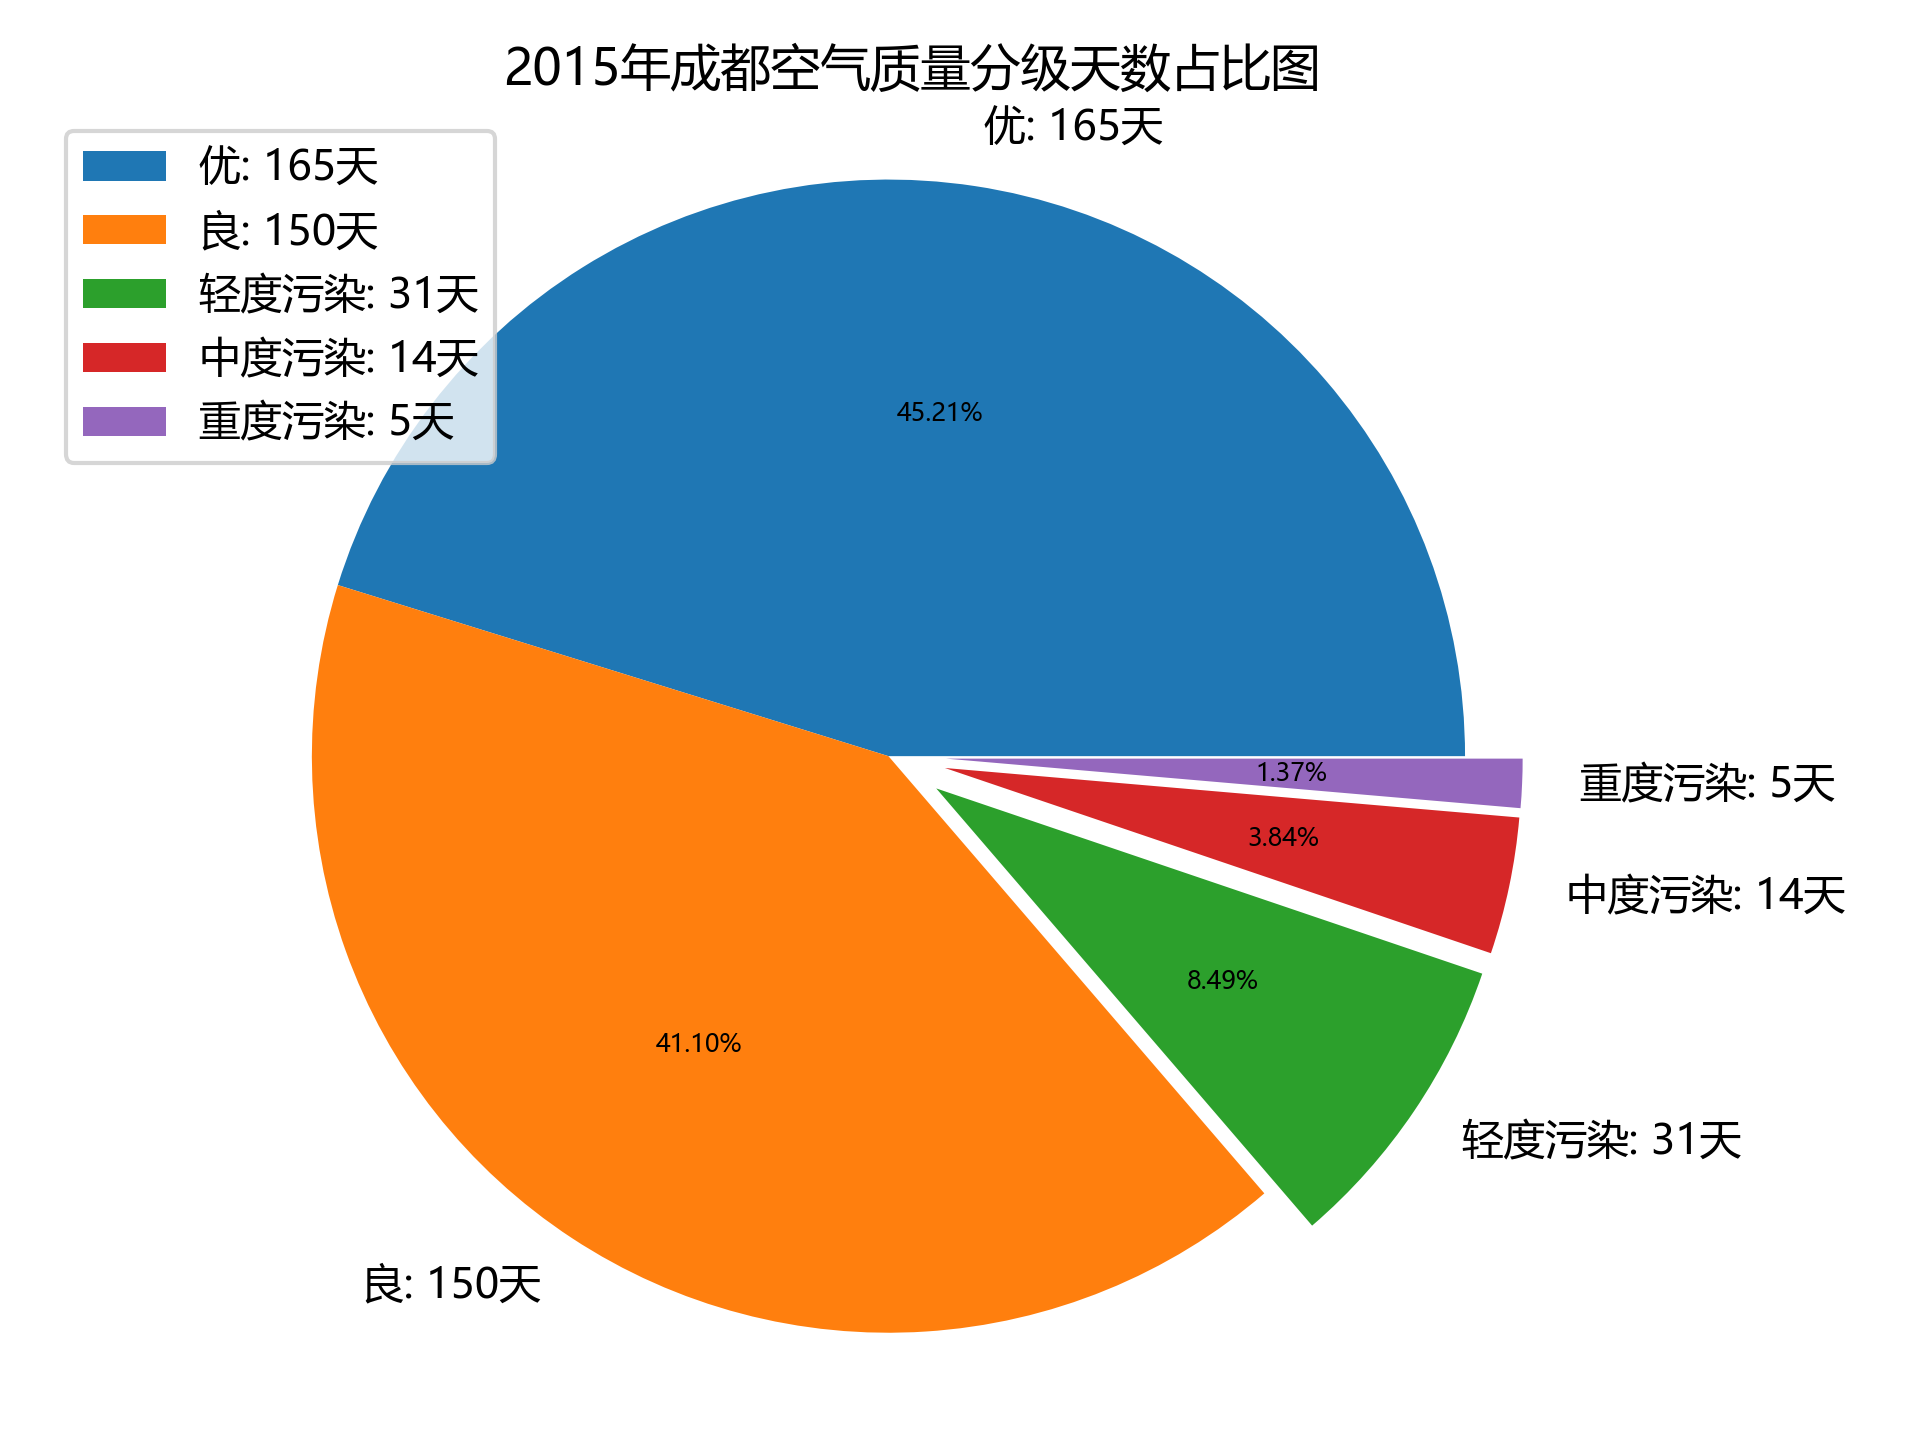 2015年成都空气质量分级天数占比图
优: 165天
优: 165天
良: 150天
轻度污染: 31天
中度污染: 14天
重度污染: 5天
45.21%
1.37%
重度污染: 5天
3.84%
中度污染: 14天
8.49%
41.10%
轻度污染: 31天
良: 150天